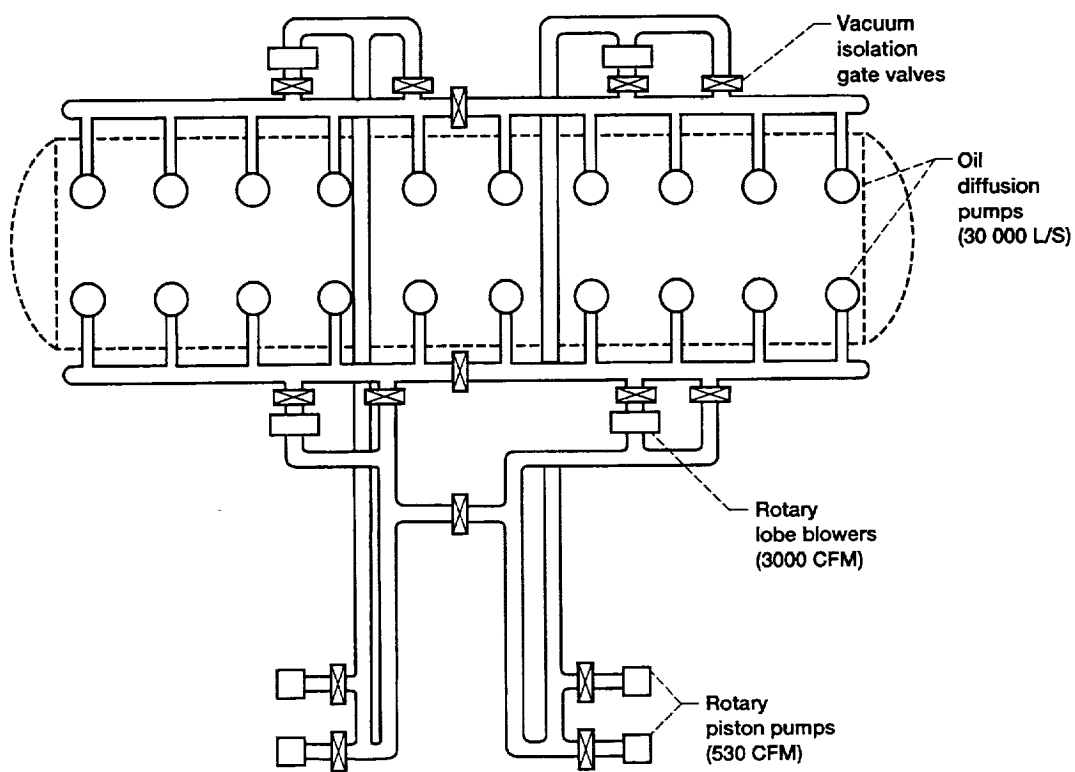 Vacuum
isolation
gate valves
Oil
diffusion
pumps
(30 000 L/S)
Rotary
lobe blowers
(3000 CFM)
Rotary
piston pumps
(530 CFM)